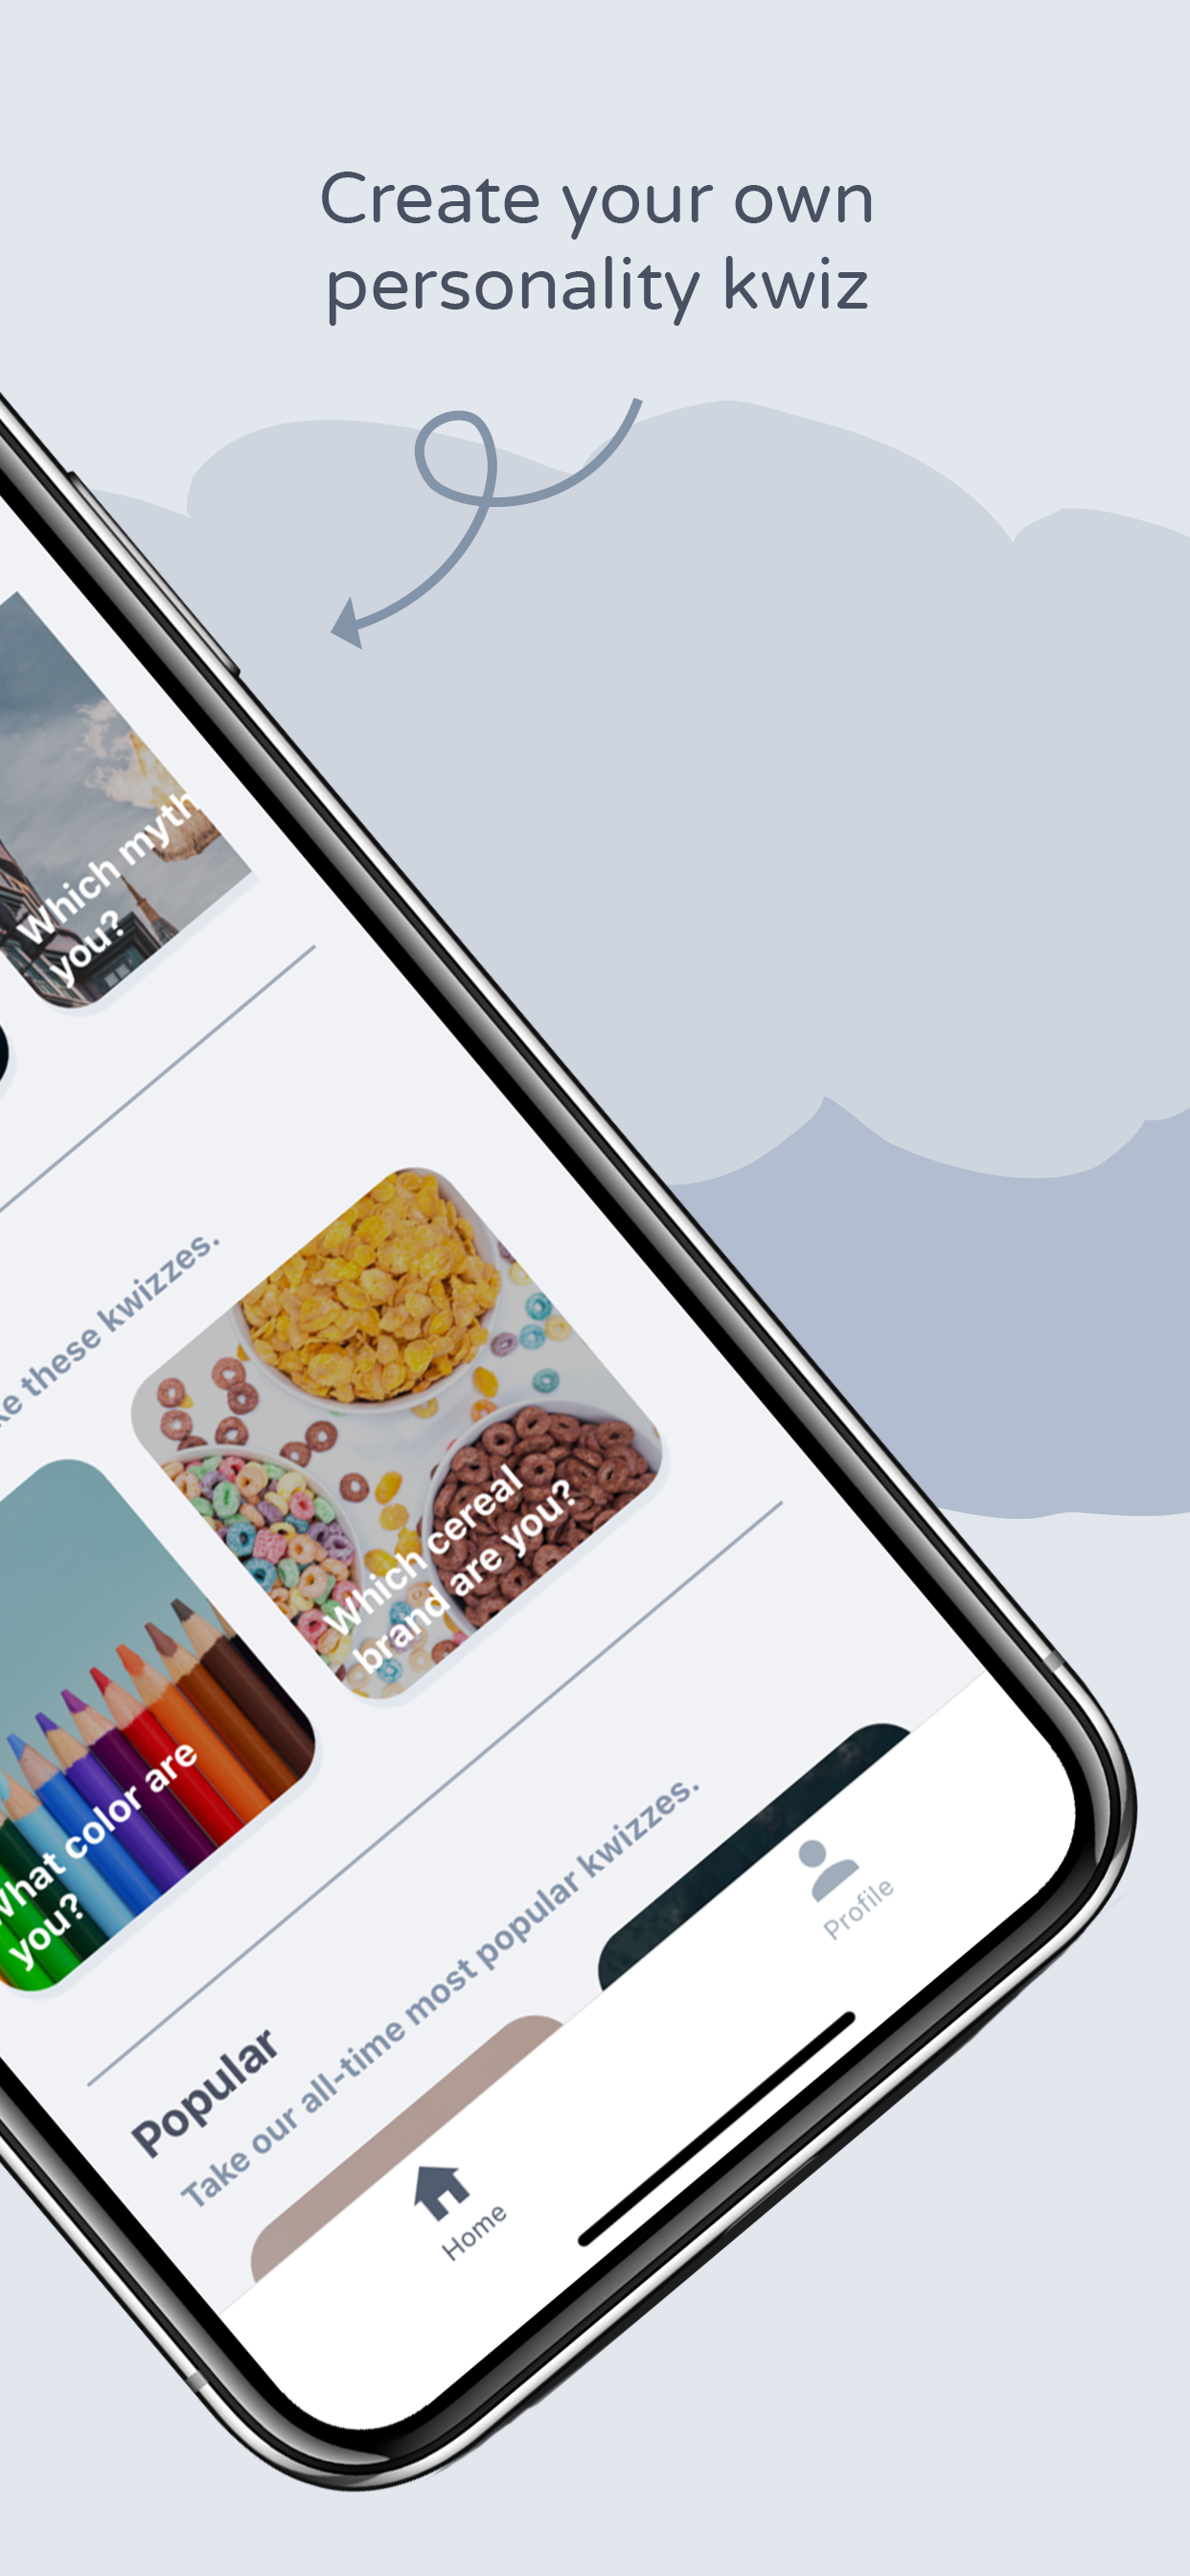 Create your own
personality kwiz
Which myth
you?
these kwizzes.
Which cereal
brand are you?
What color are
you?
Popular
Take our all-time most popular kwizzes.
Home
Profile